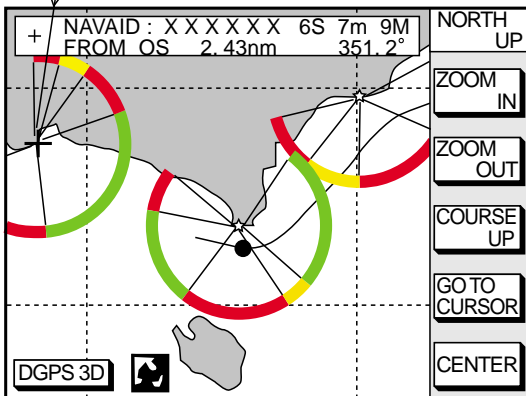 + NAVAID : X X X X X X 6S 7m 9M
FROM OS 2. 43nm 351. 2°
NORTH
UP
ZOOM
IN
ZOOM
OUT
COURSE
UP
GO TO
CURSOR
CENTER
DGPS 3D